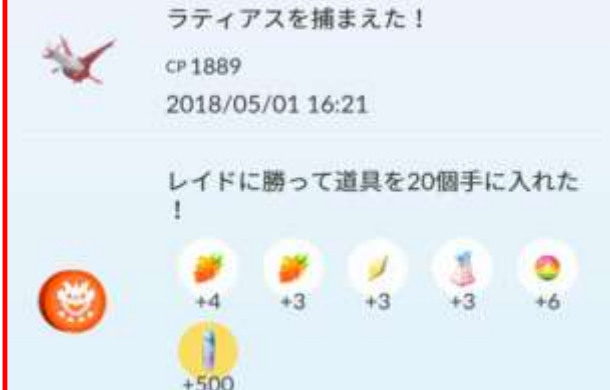 ラティアスを捕まえた！
CP 1889
2018/05/01 16:21
レイドに勝って道具を20個手に入れた
！
+4 +3 +3 +3 +6
+500